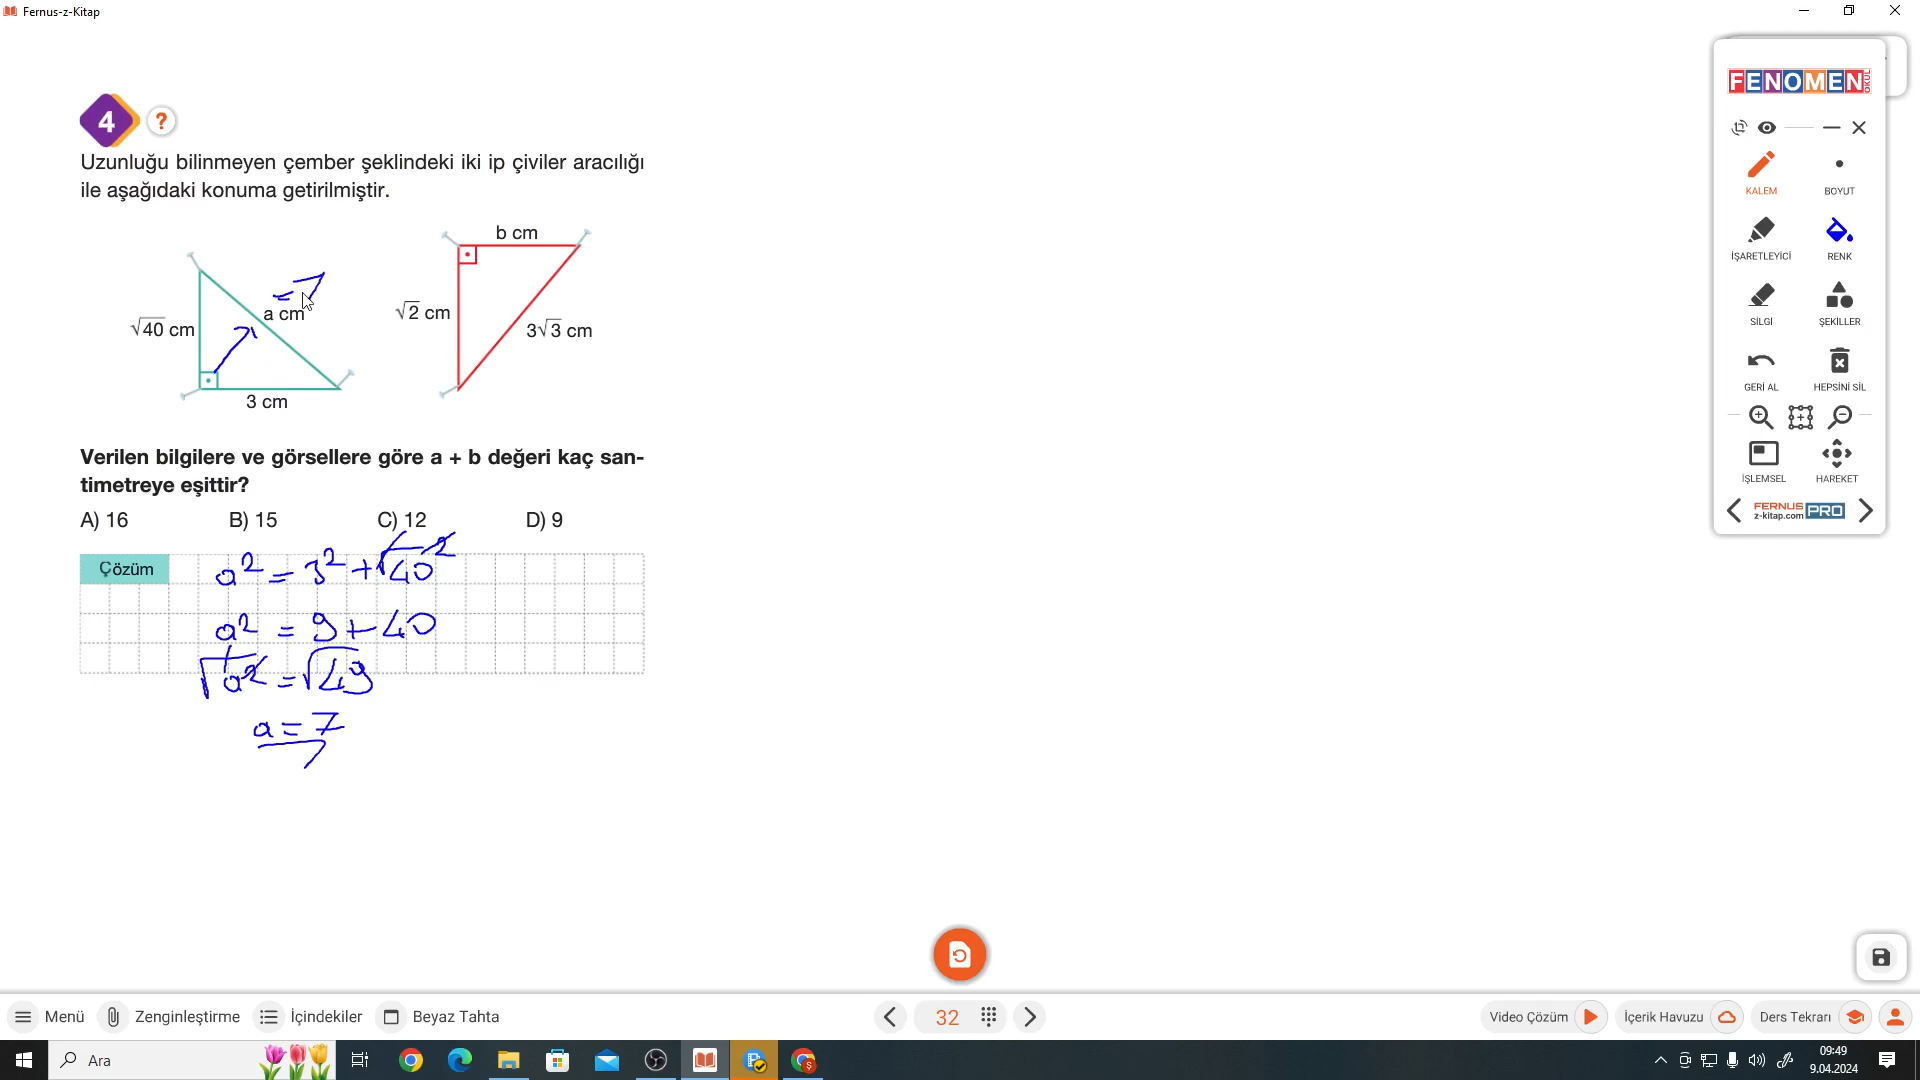 Fernus-z-Kitap
4 ?
Uzunluğu bilinmeyen çember şeklindeki iki ip çiviler aracılığı
ile aşağıdaki konuma getirilmiştir.
√40 cm
a cm
= 7
3 cm
b cm
√2 cm
3√3 cm
Verilen bilgilere ve görsellere göre a + b değeri kaç san-
timetreye eşittir?
A) 16 B) 15 C) 12 D) 9
Çözüm
a² = 3² + √40²
a² = 9 + 40
√a² = √49
a = 7
FENOMEN OKUL
KALEM BOYUT
İŞARETLEYİCİ RENK
SİLGİ ŞEKİLLER
GERİ AL HEPSİNİ SİL
İŞLEMSEL HAREKET
FERNUS PRO
z-kitap.com
Menü Zenginleştirme İçindekiler Beyaz Tahta 32 Video Çözüm İçerik Havuzu Ders Tekrarı
Ara
09:49
9.04.2024